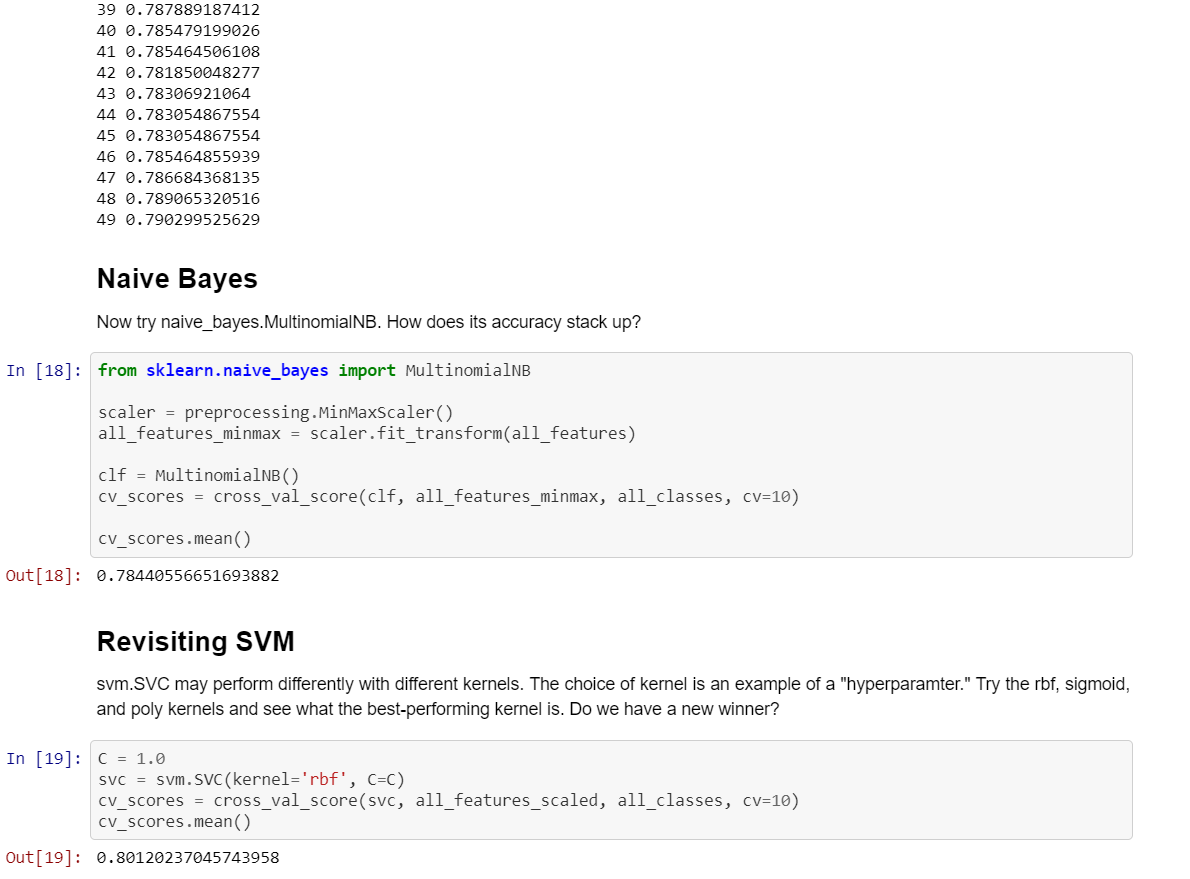 39 0.787889187412
40 0.785479199026
41 0.785464506108
42 0.781850048277
43 0.78306921064
44 0.783054867554
45 0.783054867554
46 0.785464855939
47 0.786684368135
48 0.789065320516
49 0.790299525629
Naive Bayes
Now try naive_bayes.MultinomialNB. How does its accuracy stack up?
In [18]: from sklearn.naive_bayes import MultinomialNB
scaler = preprocessing.MinMaxScaler()
all_features_minmax = scaler.fit_transform(all_features)
clf = MultinomialNB()
cv_scores = cross_val_score(clf, all_features_minmax, all_classes, cv=10)
cv_scores.mean()
Out[18]: 0.78440556651693882
Revisiting SVM
svm.SVC may perform differently with different kernels. The choice of kernel is an example of a "hyperparamter." Try the rbf, sigmoid,
and poly kernels and see what the best-performing kernel is. Do we have a new winner?
In [19]: C = 1.0
svc = svm.SVC(kernel='rbf', C=C)
cv_scores = cross_val_score(svc, all_features_scaled, all_classes, cv=10)
cv_scores.mean()
Out[19]: 0.80120237045743958